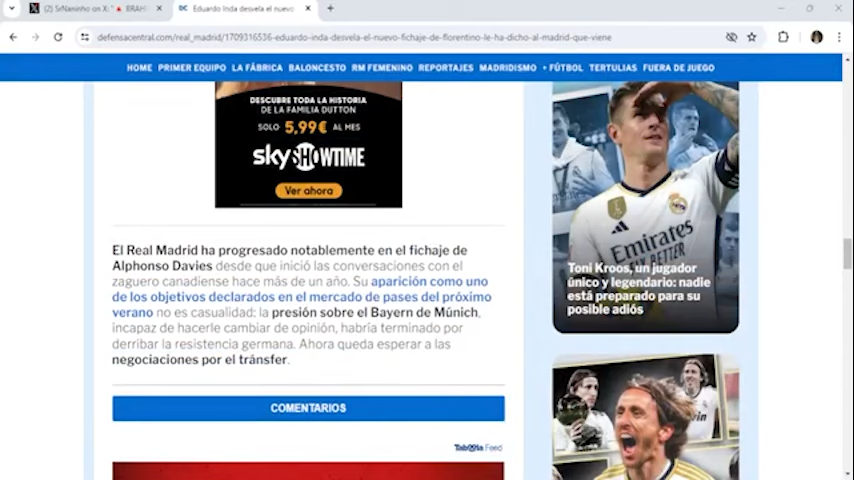 (2) SrNaninho on X: "🔺 BRAH
Eduardo Inda desvela el nuevo
defensacentral.com/real_madrid/1709316536-eduardo-inda-desvela-el-nuevo-fichaje-de-florentino-le-ha-dicho-al-madrid-que-viene
HOME PRIMER EQUIPO LA FÁBRICA BALONCESTO RM FEMENINO REPORTAJES MADRIDISMO + FÚTBOL TERTULIAS FUERA DE JUEGO
DESCUBRE TODA LA HISTORIA
DE LA FAMILIA DUTTON
SOLO 5,99€ AL MES
sky SHOWTIME
Ver ahora
El Real Madrid ha progresado notablemente en el fichaje de
Alphonso Davies desde que inició las conversaciones con el
zaguero canadiense hace más de un año. Su aparición como uno
de los objetivos declarados en el mercado de pases del próximo
verano no es casualidad: la presión sobre el Bayern de Múnich,
incapaz de hacerle cambiar de opinión, habría terminado por
derribar la resistencia germana. Ahora queda esperar a las
negociaciones por el tránsfer.
COMENTARIOS
Taboola Feed
Emirates
FLY BETTER
Toni Kroos, un jugador
único y legendario: nadie
está preparado para su
posible adiós